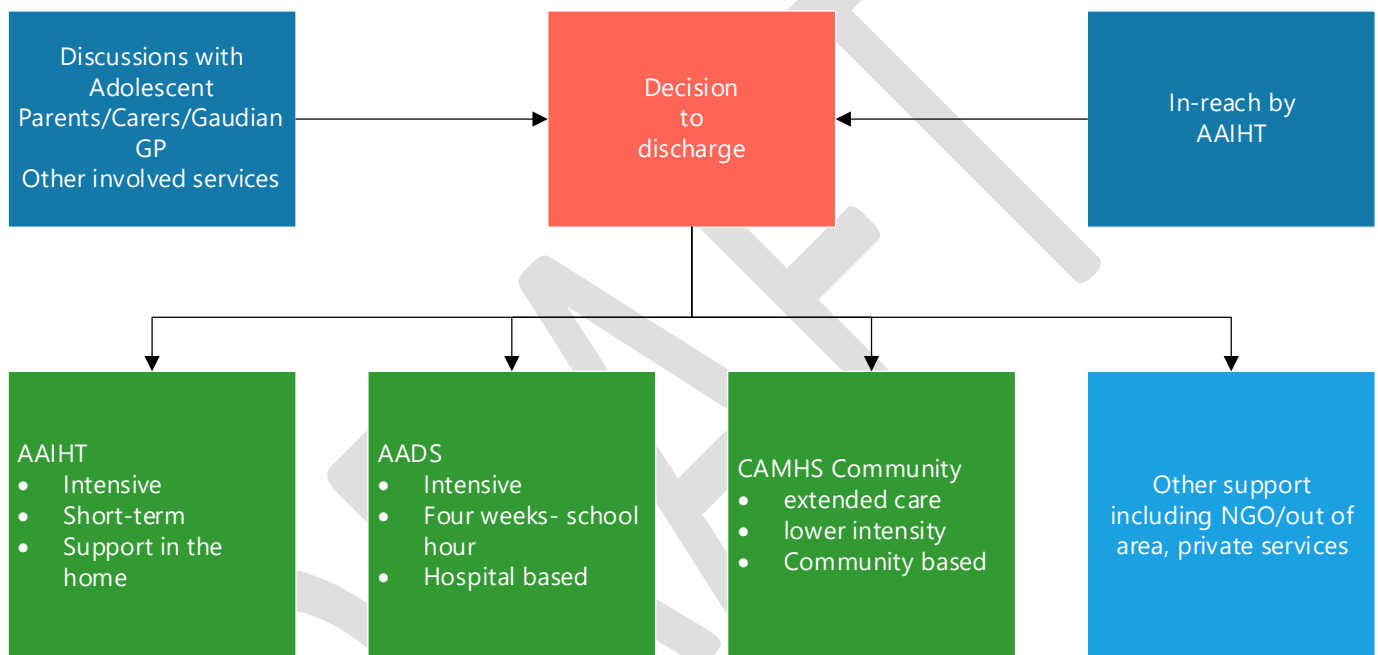 Discussions with
Adolescent
Parents/Carers/Gaudian
GP
Other involved services
Decision
to
discharge
In-reach by
AAIHT
AAIHT
• Intensive
• Short-term
• Support in the
home
AADS
• Intensive
• Four weeks- school
hour
• Hospital based
CAMHS Community
• extended care
• lower intensity
• Community based
Other support
including NGO/out of
area, private services
DRAFT